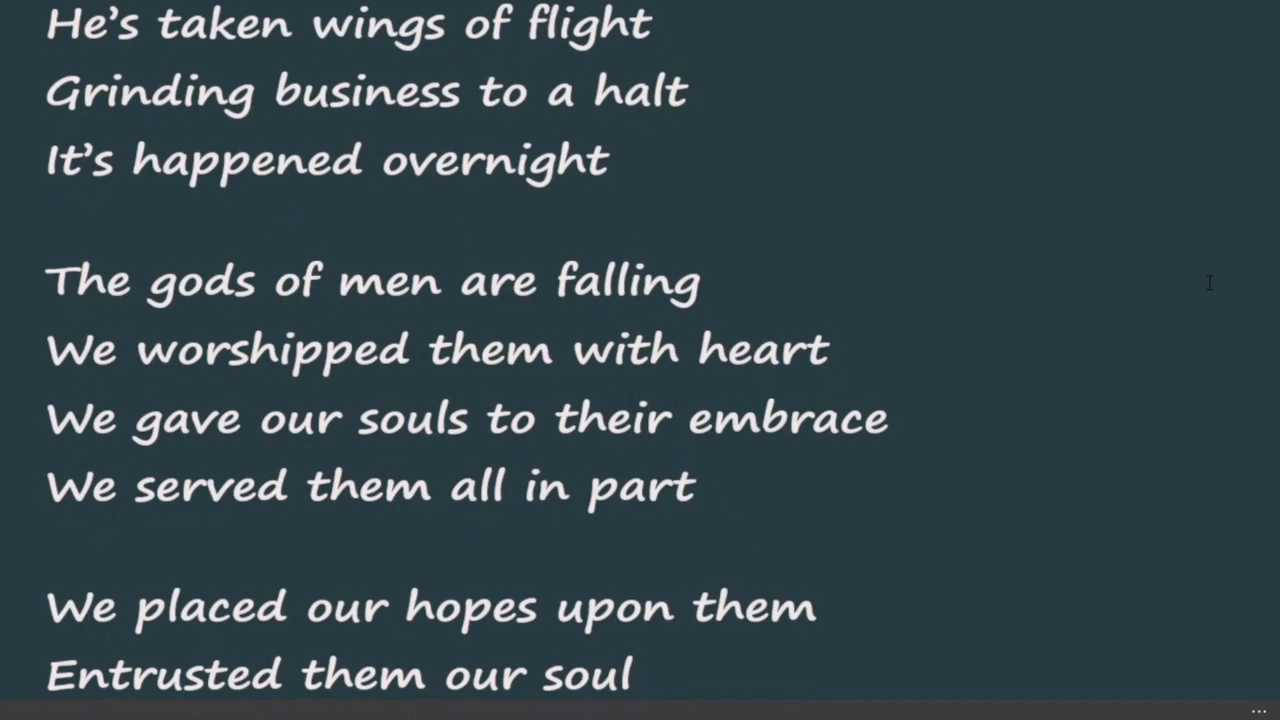 He’s taken wings of flight
Grinding business to a halt
It’s happened overnight
The gods of men are falling
We worshipped them with heart
We gave our souls to their embrace
We served them all in part
We placed our hopes upon them
Entrusted them our soul
...